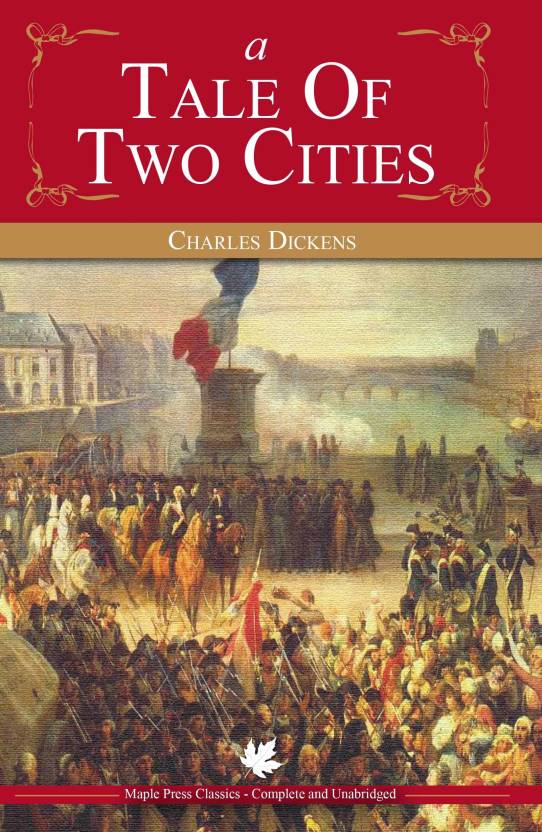 a
TALE OF
TWO CITIES
CHARLES DICKENS
Maple Press Classics - Complete and Unabridged